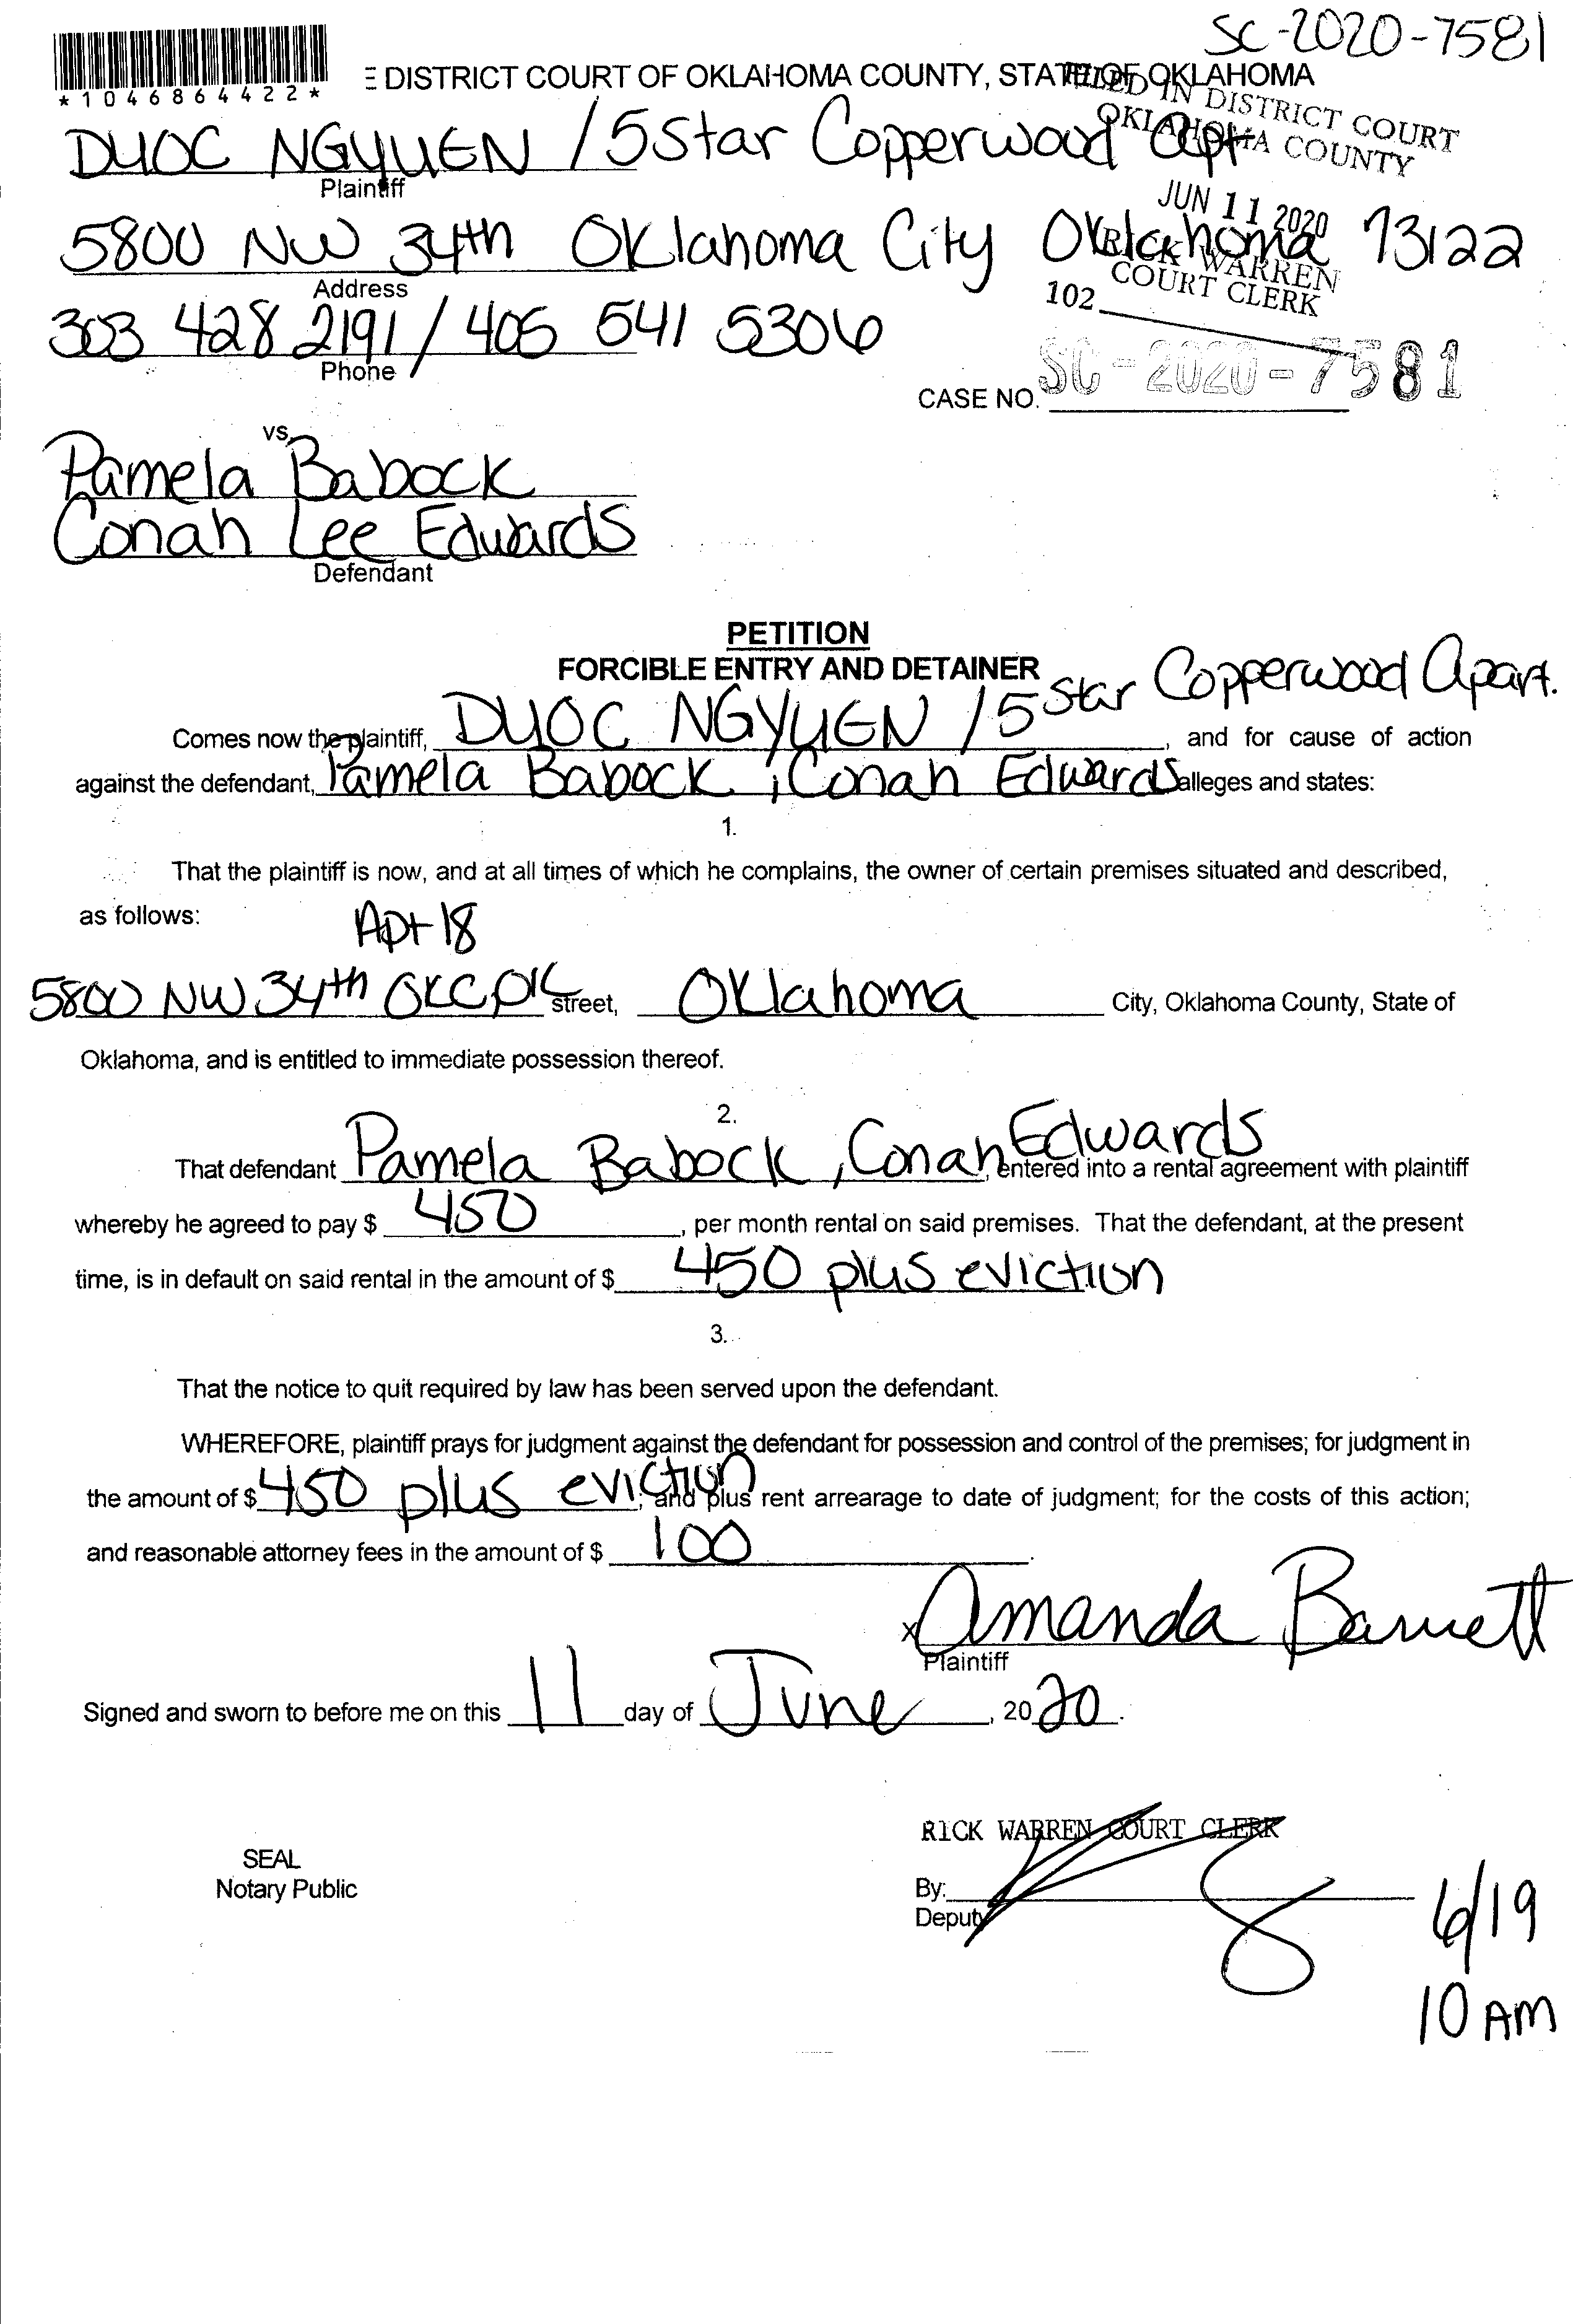 SC-2020-7581
*1046864422*
E DISTRICT COURT OF OKLAHOMA COUNTY, STATE OF OKLAHOMA
FILED IN DISTRICT COURT
OKLAHOMA COUNTY
DUOC NGYUEN / 5 Star Copperwood Apt
Plaintiff
JUN 11 2020
5800 NW 34th Oklahoma City Oklahoma 73122
Address
RICK WARREN
COURT CLERK
102
303 428 2191 / 405 541 5306
Phone
CASE NO. SC-2020-7581
vs.
Pamela Babock
Conah Lee Edwards
Defendant
PETITION
FORCIBLE ENTRY AND DETAINER
Comes now the plaintiff, DUOC NGYUEN / 5 Star Copperwood Apart. , and for cause of action
against the defendant, Pamela Babock , Conah Edwards alleges and states:
1.
That the plaintiff is now, and at all times of which he complains, the owner of certain premises situated and described,
as follows:
Apt 18
5800 NW 34th OKC OK street, Oklahoma City, Oklahoma County, State of
Oklahoma, and is entitled to immediate possession thereof.
2.
That defendant Pamela Babock , Conah Edwards , entered into a rental agreement with plaintiff
whereby he agreed to pay $ 450 , per month rental on said premises. That the defendant, at the present
time, is in default on said rental in the amount of $ 450 plus eviction
3.
That the notice to quit required by law has been served upon the defendant.
WHEREFORE, plaintiff prays for judgment against the defendant for possession and control of the premises; for judgment in
the amount of $ 450 plus eviction ; and plus rent arrearage to date of judgment; for the costs of this action;
and reasonable attorney fees in the amount of $ 100 .
x Amanda Barnett
Plaintiff
Signed and sworn to before me on this 11 day of June , 2020 .
RICK WARREN COURT CLERK
SEAL
Notary Public
By:
Deputy
6/19
10 AM